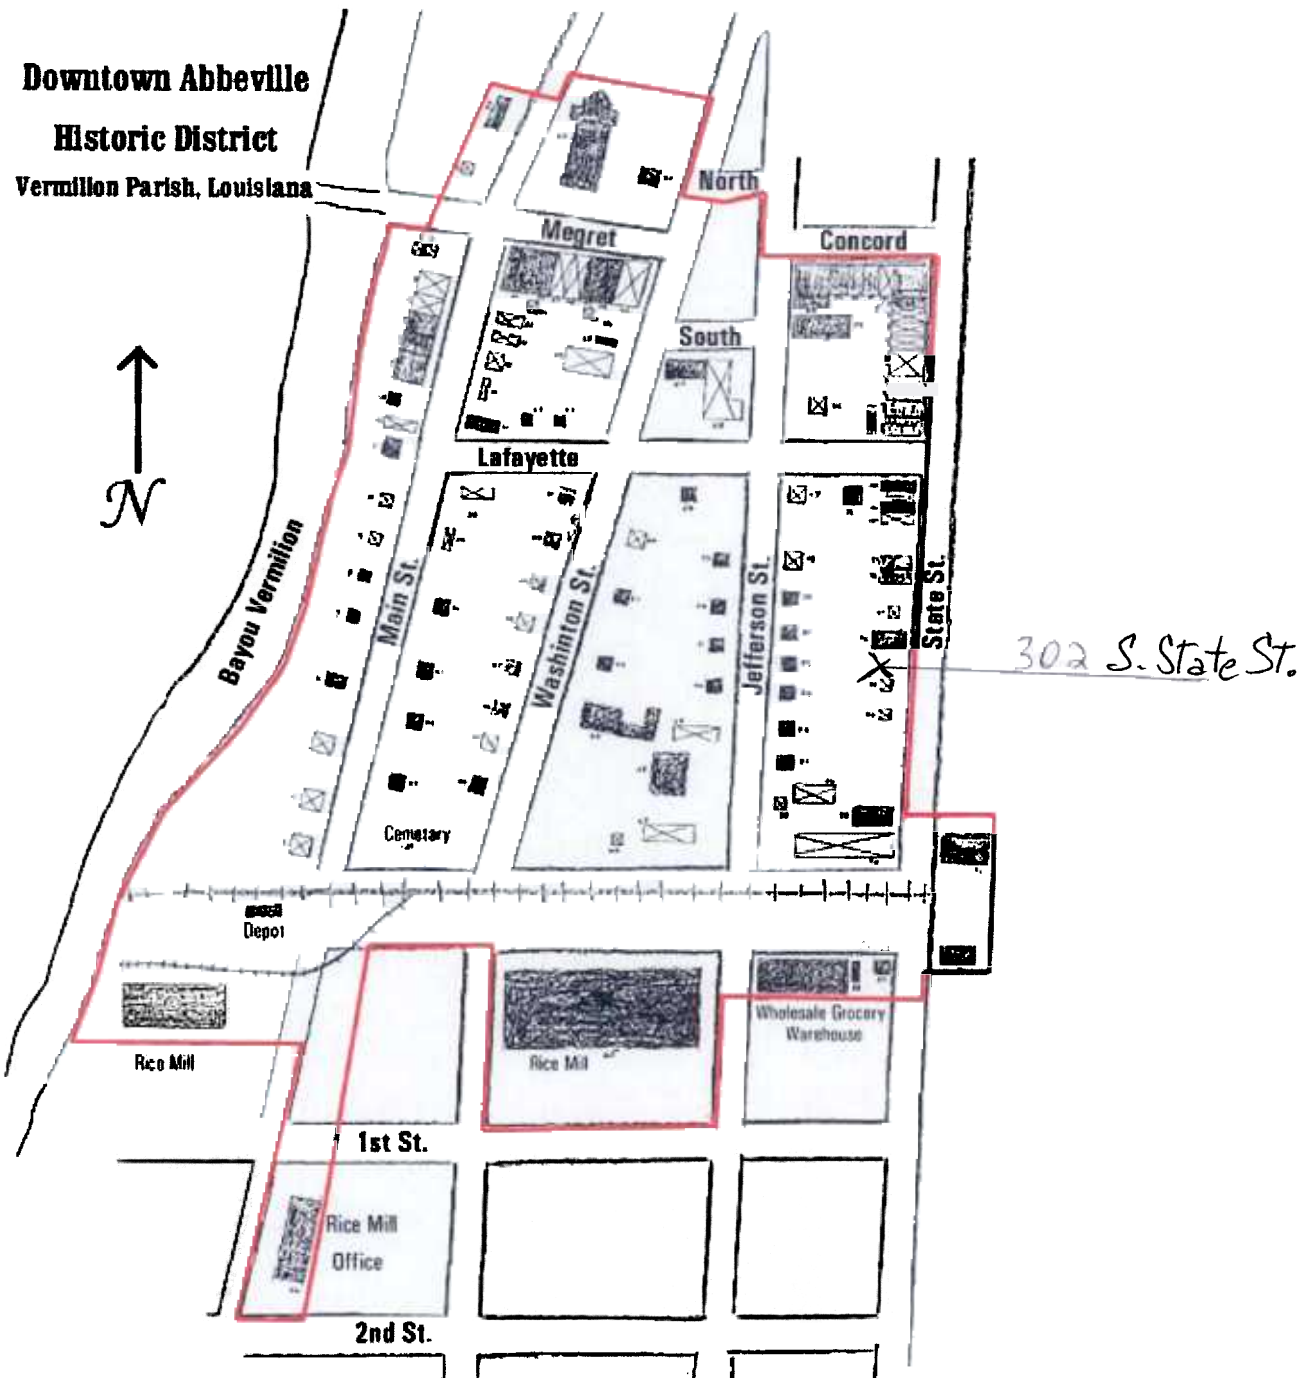 Downtown Abbeville
Historic District
Vermilion Parish, Louisiana
North
Megret
Concord
South
Lafayette
N
Bayou Vermilion
Main St.
Washinton St.
Jefferson St.
State St.
302 S. State St.
Cemetary
Depot
Rice Mill
Rice Mill
Wholesale Grocery
Warehouse
1st St.
Rice Mill
Office
2nd St.